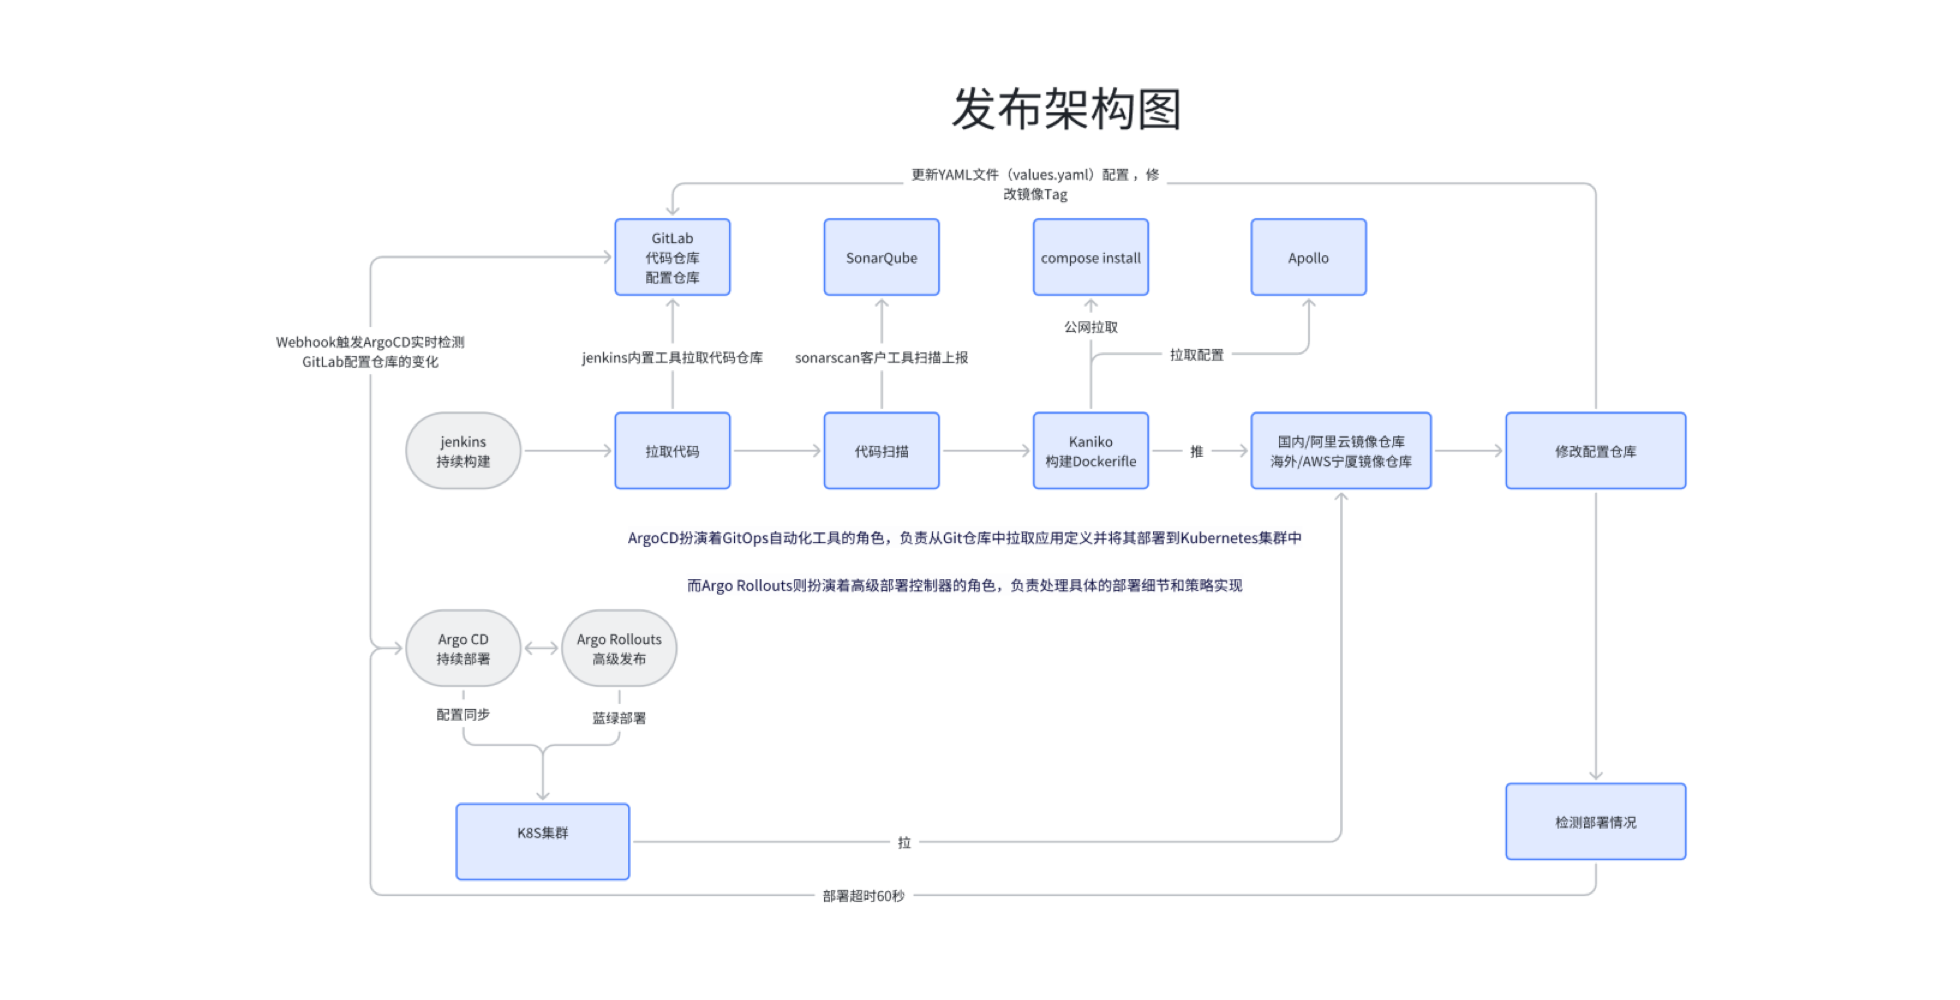 发布架构图
更新YAML文件（values.yaml）配置 ，修
改镜像Tag
GitLab
代码仓库
配置仓库
SonarQube
compose install
Apollo
公网拉取
Webhook触发ArgoCD实时检测
GitLab配置仓库的变化
jenkins内置工具拉取代码仓库
sonarscan客户工具扫描上报
拉取配置
jenkins
持续构建
拉取代码
代码扫描
Kaniko
构建Dockerifle
推
国内/阿里云镜像仓库
海外/AWS宁厦镜像仓库
修改配置仓库
ArgoCD扮演着GitOps自动化工具的角色，负责从Git仓库中拉取应用定义并将其部署到Kubernetes集群中
而Argo Rollouts则扮演着高级部署控制器的角色，负责处理具体的部署细节和策略实现
Argo CD
持续部署
Argo Rollouts
高级发布
配置同步
蓝绿部署
K8S集群
拉
检测部署情况
部署超时60秒